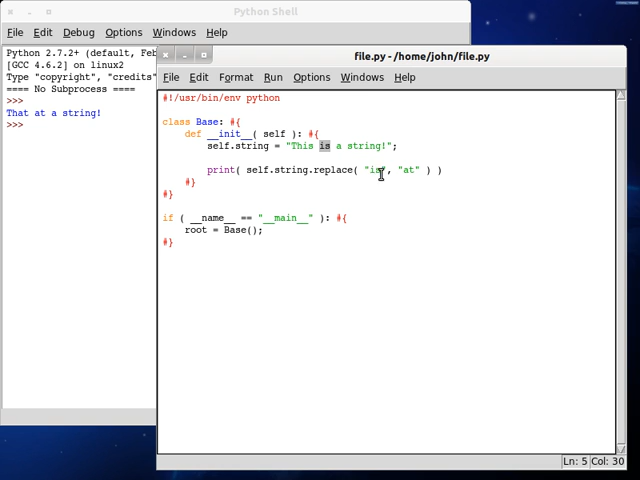 Python Shell
File Edit Debug Options Windows Help
Python 2.7.2+ (default, Feb
[GCC 4.6.2] on linux2
Type "copyright", "credits"
==== No Subprocess ====
>>>
That at a string!
>>>
file.py - /home/john/file.py
File Edit Format Run Options Windows Help
#!/usr/bin/env python
class Base: #{
def __init__( self ): #{
self.string = "This is a string!";
print( self.string.replace( "is", "at" ) )
#}
#}
if ( __name__ == "__main__" ): #{
root = Base();
#}
Ln: 5 Col: 30